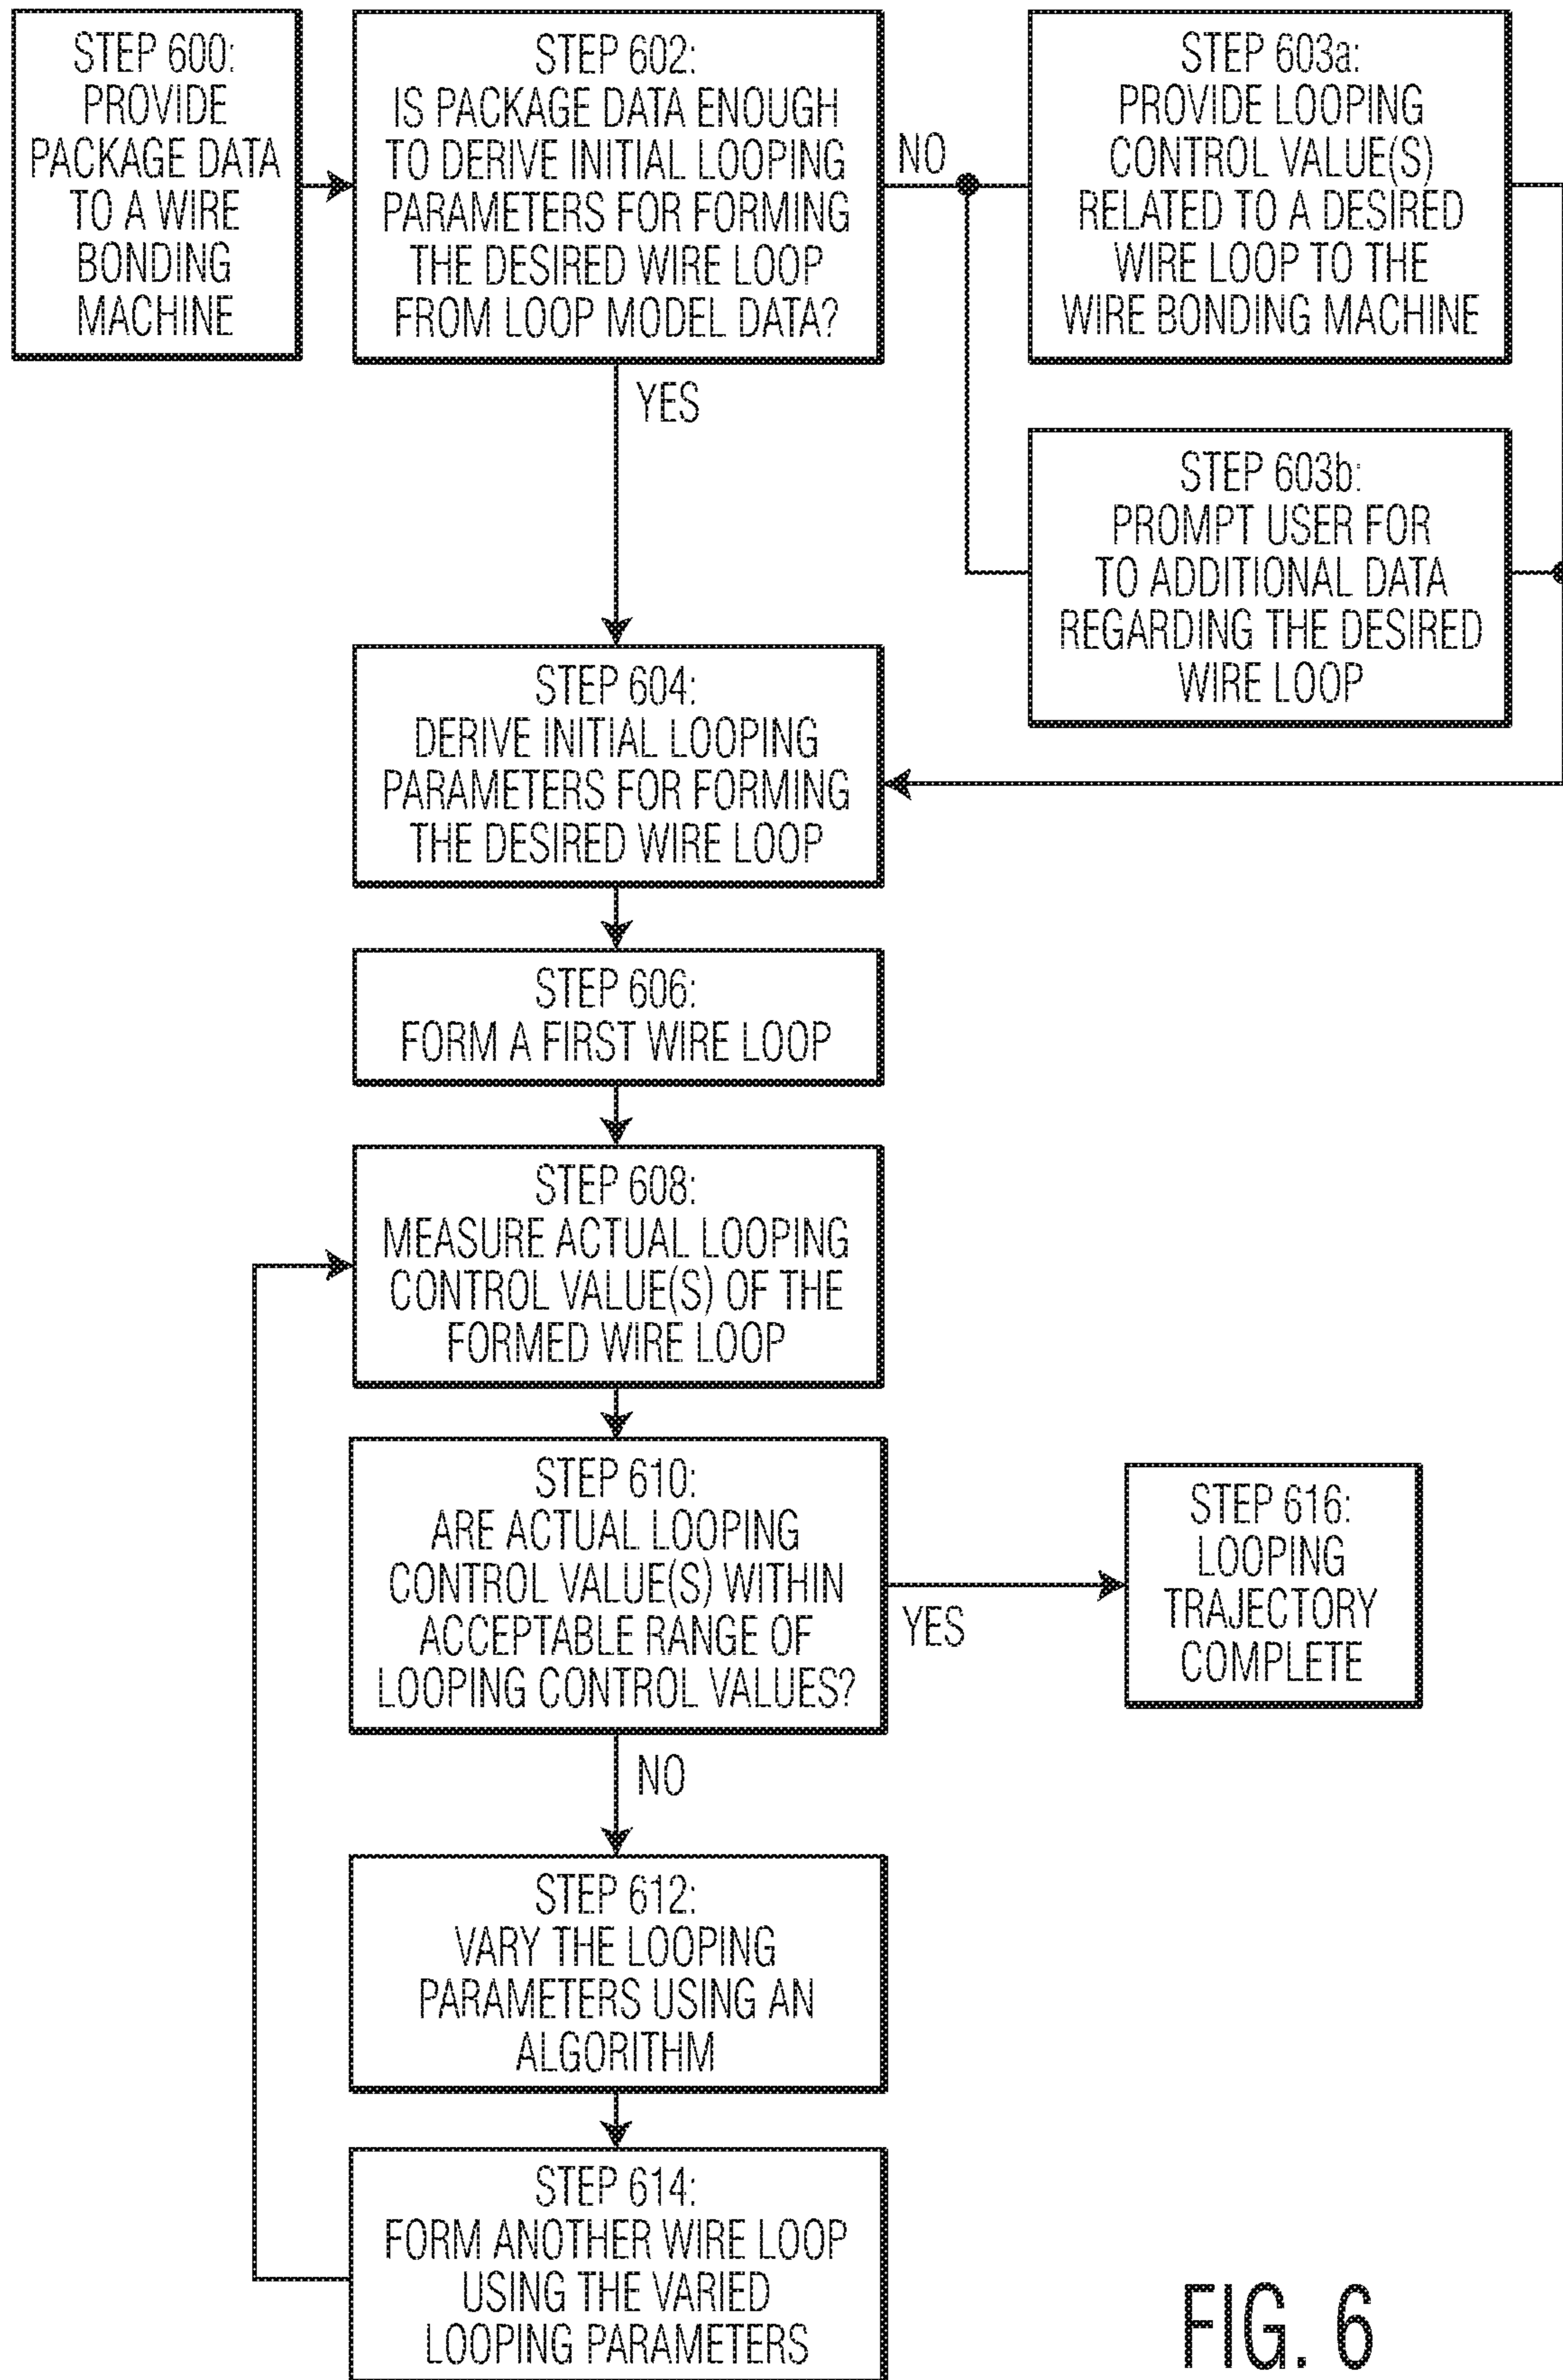 STEP 600:
PROVIDE
PACKAGE DATA
TO A WIRE
BONDING
MACHINE
STEP 602:
IS PACKAGE DATA ENOUGH
TO DERIVE INITIAL LOOPING
PARAMETERS FOR FORMING
THE DESIRED WIRE LOOP
FROM LOOP MODEL DATA?
NO
YES
STEP 603a:
PROVIDE LOOPING
CONTROL VALUE(S)
RELATED TO A DESIRED
WIRE LOOP TO THE
WIRE BONDING MACHINE
STEP 603b:
PROMPT USER FOR
TO ADDITIONAL DATA
REGARDING THE DESIRED
WIRE LOOP
STEP 604:
DERIVE INITIAL LOOPING
PARAMETERS FOR FORMING
THE DESIRED WIRE LOOP
STEP 606:
FORM A FIRST WIRE LOOP
STEP 608:
MEASURE ACTUAL LOOPING
CONTROL VALUE(S) OF THE
FORMED WIRE LOOP
STEP 610:
ARE ACTUAL LOOPING
CONTROL VALUE(S) WITHIN
ACCEPTABLE RANGE OF
LOOPING CONTROL VALUES?
YES
NO
STEP 616:
LOOPING
TRAJECTORY
COMPLETE
STEP 612:
VARY THE LOOPING
PARAMETERS USING AN
ALGORITHM
STEP 614:
FORM ANOTHER WIRE LOOP
USING THE VARIED
LOOPING PARAMETERS
FIG. 6